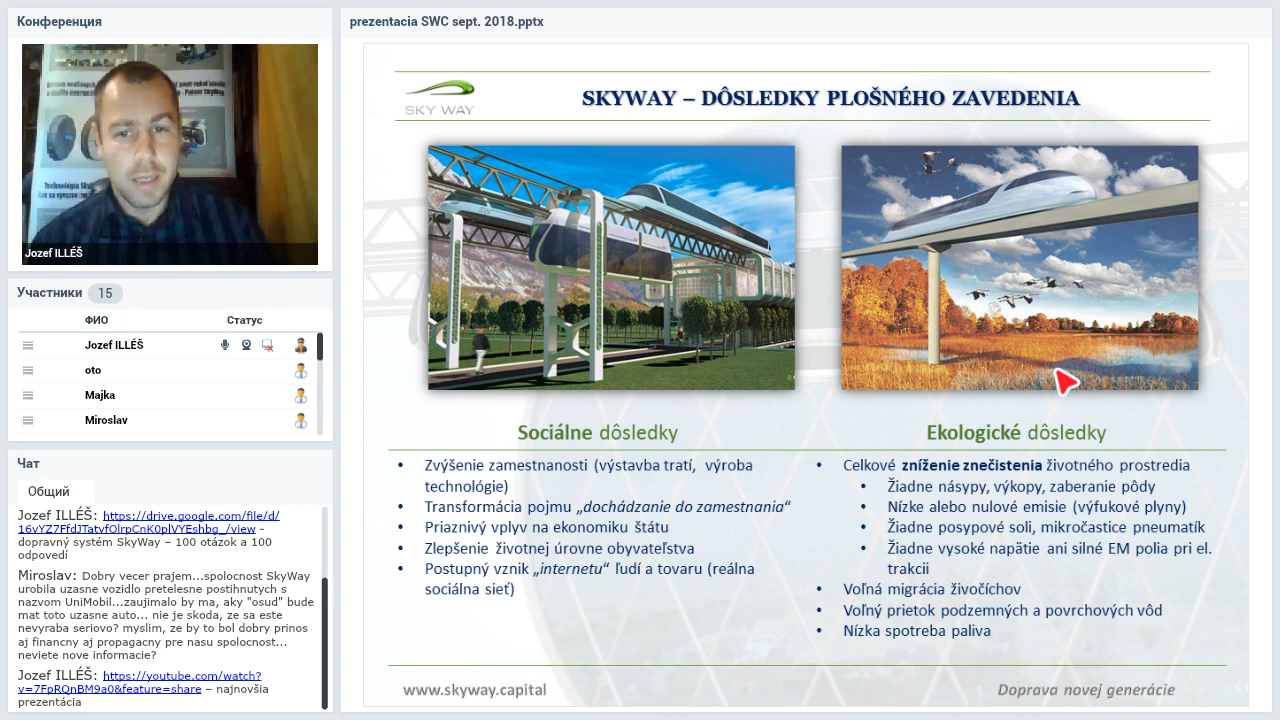 Конференция
Jozef ILLÉŠ
Участники 15
ФИО Статус
Jozef ILLÉŠ
oto
Majka
Miroslav
Чат
Общий
Jozef ILLÉŠ: https://drive.google.com/file/d/
16vYZ7FfdJTatvfOlrpCnK0plVYEshbg_/view –
dopravný systém SkyWay – 100 otázok a 100
odpovedí
Miroslav: Dobry vecer prajem...spolocnost SkyWay
urobila uzasne vozidlo pretelesne postihnutych s
nazvom UniMobil...zaujimalo by ma, aky "osud" bude
mat toto uzasne auto... nie je skoda, ze sa este
nevyraba seriovo? myslim, ze by to bol dobry prinos
aj financny aj propagacny pre nasu spolocnost...
neviete nove informacie?
Jozef ILLÉŠ: https://youtube.com/watch?
v=7FpRQnBM9a0&feature=share – najnovšia
prezentácia
prezentacia SWC sept. 2018.pptx
SKY WAY
SKYWAY – DÔSLEDKY PLOŠNÉHO ZAVEDENIA
Sociálne dôsledky
• Zvýšenie zamestnanosti (výstavba tratí, výroba
technológie)
• Transformácia pojmu „dochádzanie do zamestnania“
• Priaznivý vplyv na ekonomiku štátu
• Zlepšenie životnej úrovne obyvateľstva
• Postupný vznik „internetu“ ľudí a tovaru (reálna
sociálna sieť)
Ekologické dôsledky
• Celkové zníženie znečistenia životného prostredia
• Žiadne násypy, výkopy, zaberanie pôdy
• Nízke alebo nulové emisie (výfukové plyny)
• Žiadne posypové soli, mikročastice pneumatík
• Žiadne vysoké napätie ani silné EM polia pri el.
trakcii
• Voľná migrácia živočíchov
• Voľný prietok podzemných a povrchových vôd
• Nízka spotreba paliva
www.skyway.capital
Doprava novej generácie